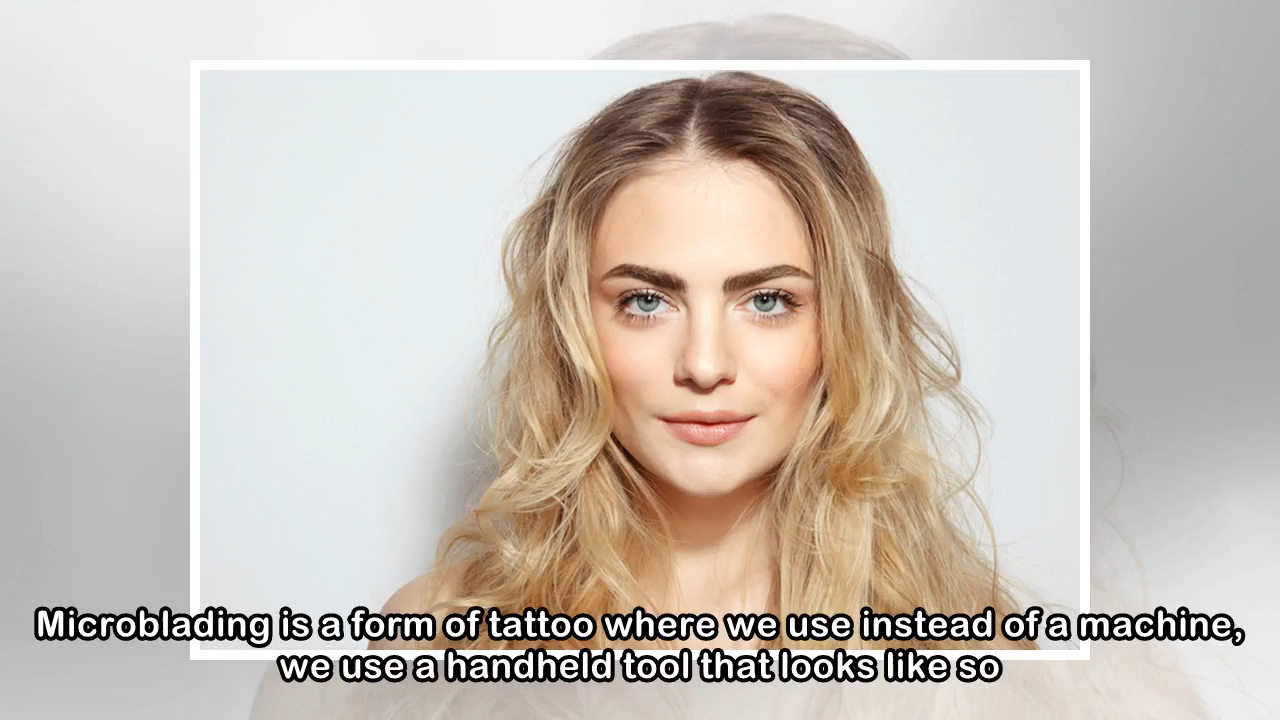 Microblading is a form of tattoo where we use instead of a machine,
we use a handheld tool that looks like so